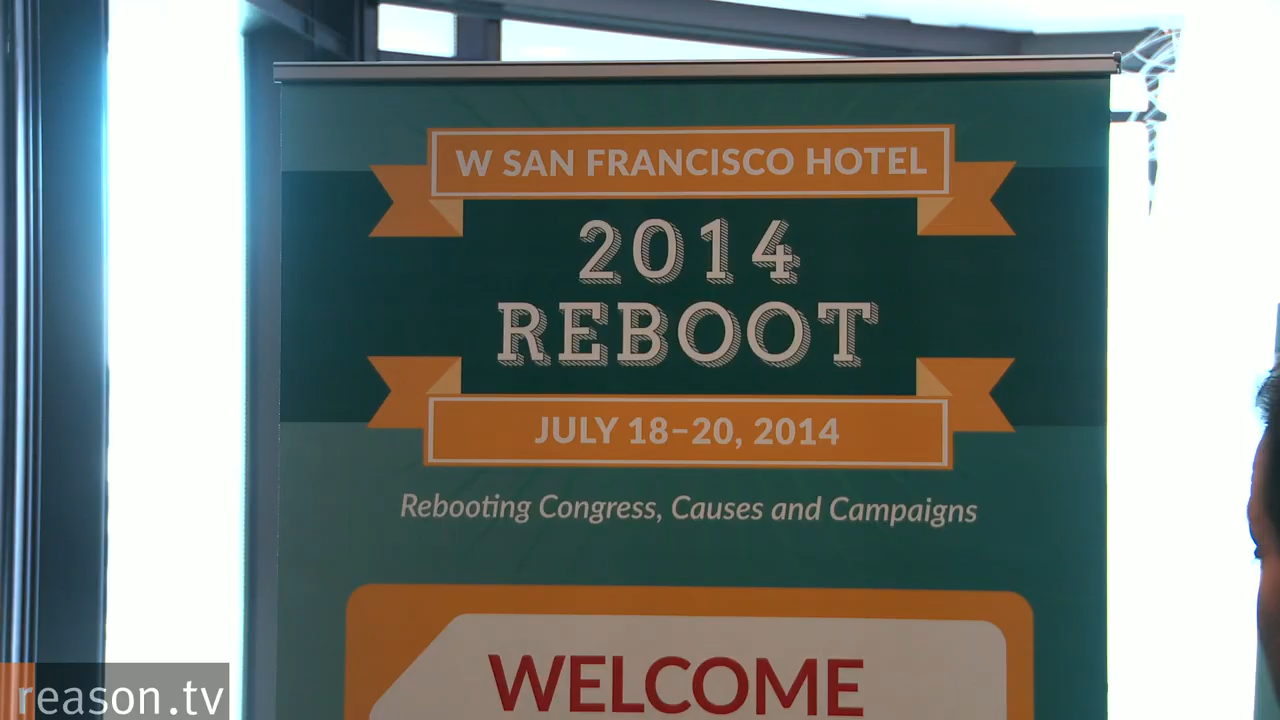 W SAN FRANCISCO HOTEL
2014
REBOOT
JULY 18-20, 2014
Rebooting Congress, Causes and Campaigns
WELCOME
reason.tv